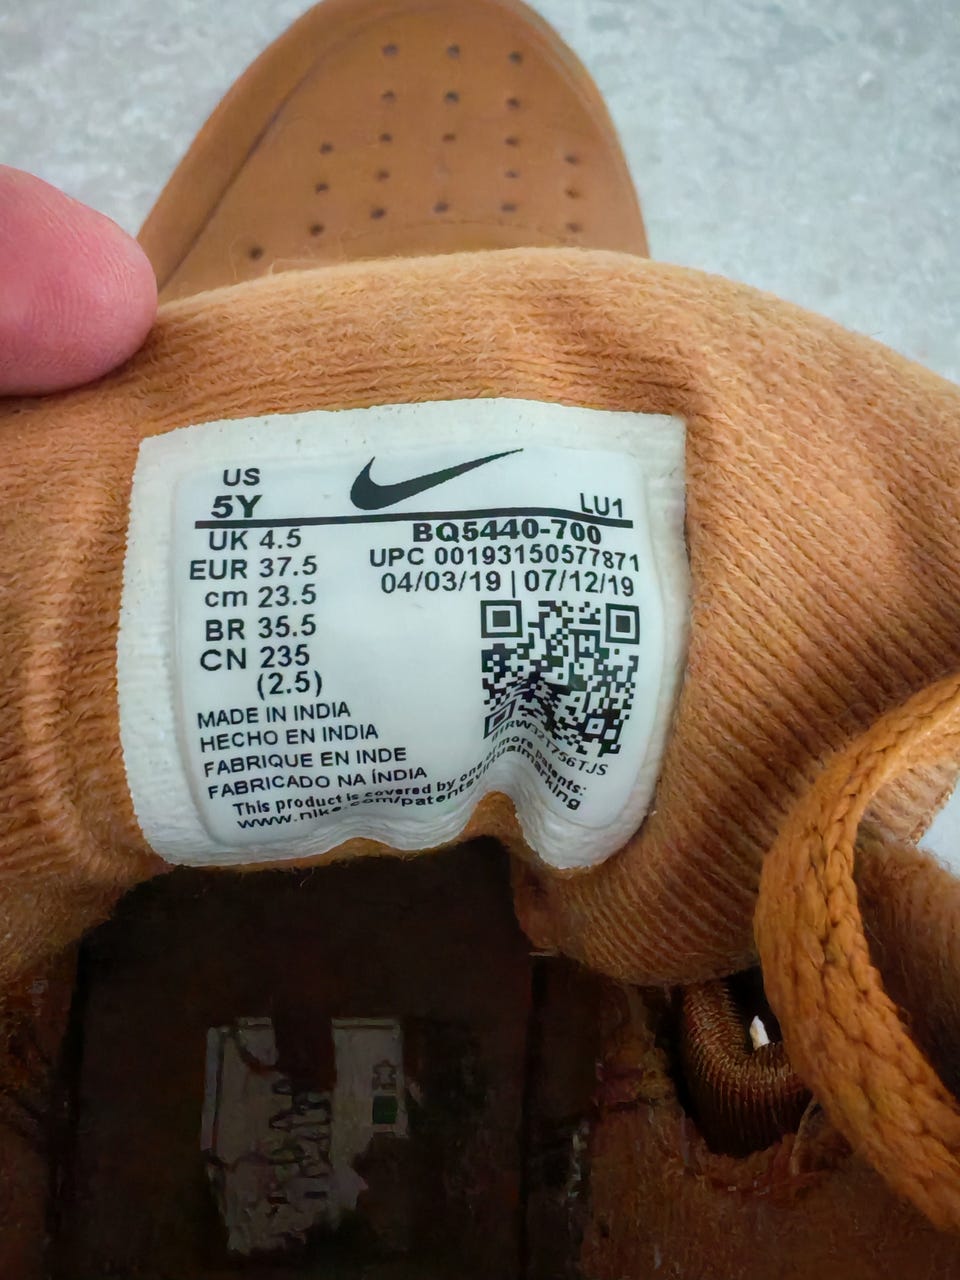 US
5Y
LU1
UK 4.5
EUR 37.5
cm 23.5
BR 35.5
CN 235
(2.5)
BQ5440-700
UPC 00193150577871
04/03/19 | 07/12/19
MADE IN INDIA
HECHO EN INDIA
FABRIQUE EN INDE
FABRICADO NA ÍNDIA
This product is covered by one or more patents:
www.nike.com/patentsvirtualmarking